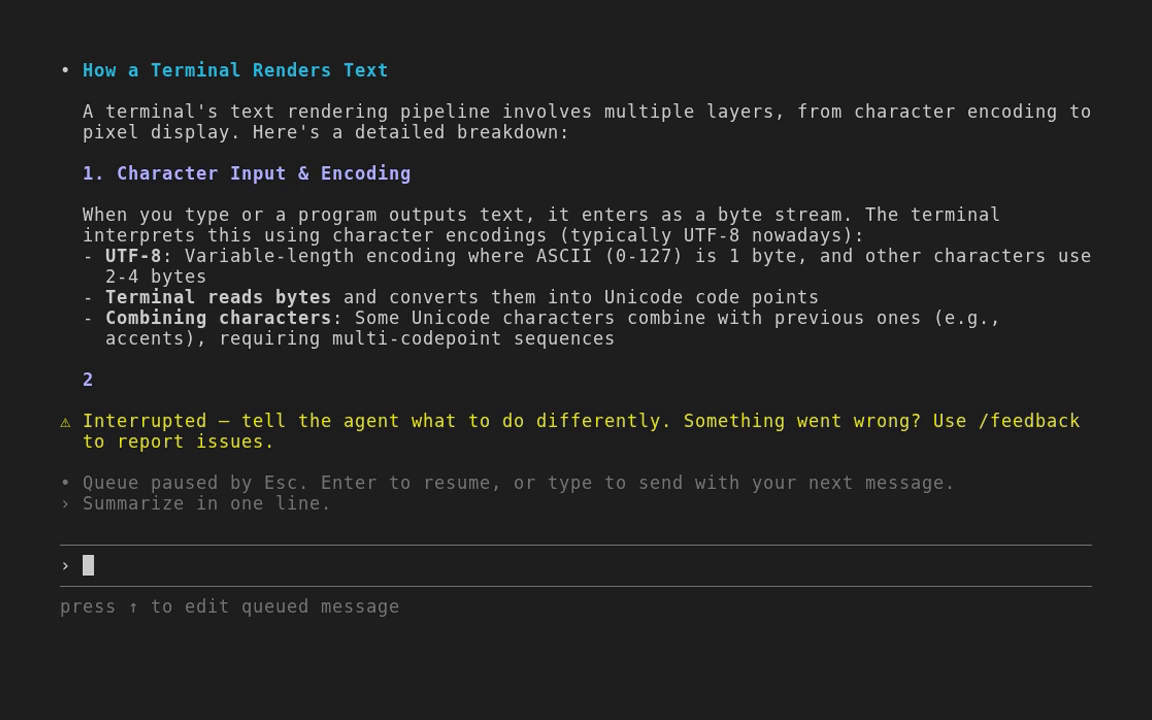 • How a Terminal Renders Text
A terminal's text rendering pipeline involves multiple layers, from character encoding to
pixel display. Here's a detailed breakdown:
1. Character Input & Encoding
When you type or a program outputs text, it enters as a byte stream. The terminal
interprets this using character encodings (typically UTF-8 nowadays):
- UTF-8: Variable-length encoding where ASCII (0-127) is 1 byte, and other characters use
2-4 bytes
- Terminal reads bytes and converts them into Unicode code points
- Combining characters: Some Unicode characters combine with previous ones (e.g.,
accents), requiring multi-codepoint sequences
2
⚠ Interrupted — tell the agent what to do differently. Something went wrong? Use /feedback
to report issues.
• Queue paused by Esc. Enter to resume, or type to send with your next message.
› Summarize in one line.
›
press ↑ to edit queued message